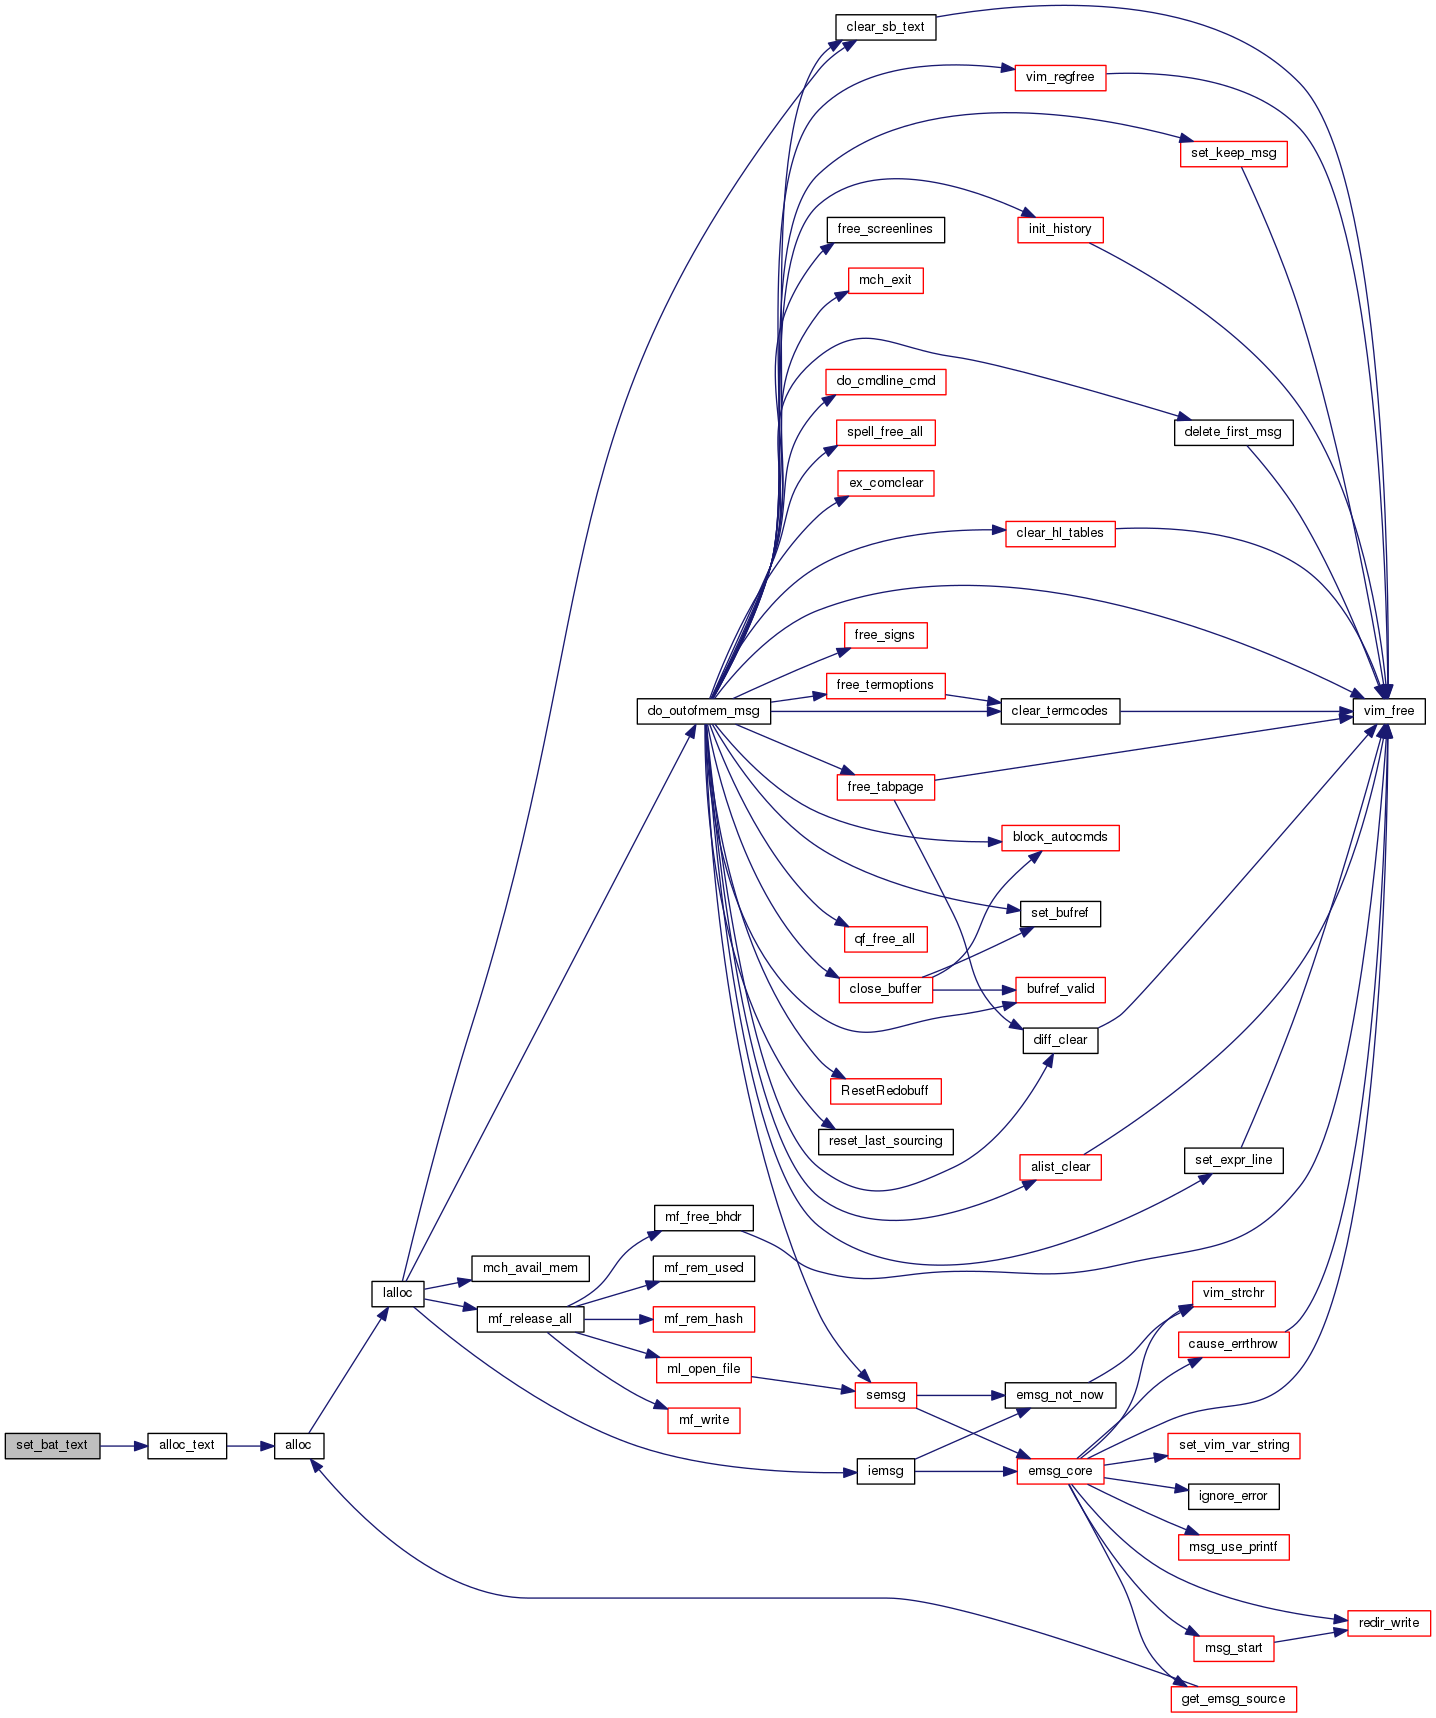 clear_sb_text
vim_regfree
set_keep_msg
free_screenlines
init_history
mch_exit
do_cmdline_cmd
spell_free_all
delete_first_msg
ex_comclear
clear_hl_tables
free_signs
free_termoptions
do_outofmem_msg
clear_termcodes
vim_free
free_tabpage
block_autocmds
set_bufref
qf_free_all
close_buffer
bufref_valid
diff_clear
ResetRedobuff
reset_last_sourcing
alist_clear
set_expr_line
mf_free_bhdr
mch_avail_mem
mf_rem_used
lalloc
vim_strchr
mf_release_all
mf_rem_hash
cause_errthrow
ml_open_file
semsg
emsg_not_now
mf_write
set_bat_text
alloc_text
alloc
set_vim_var_string
iemsg
emsg_core
ignore_error
msg_use_printf
redir_write
msg_start
get_emsg_source